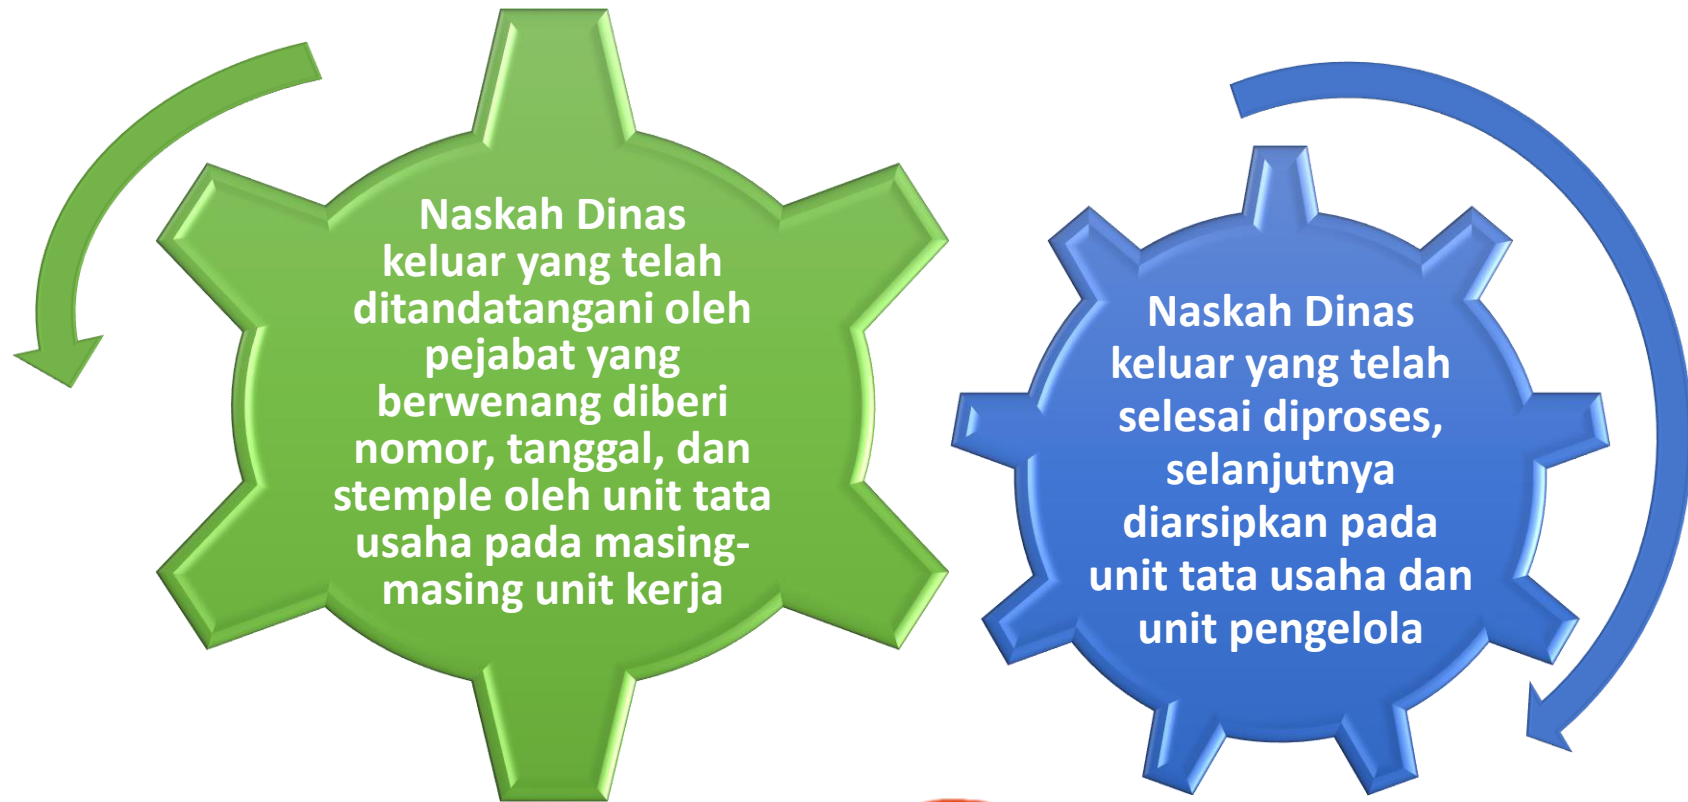 Naskah Dinas
keluar yang telah
ditandatangani oleh
pejabat yang
berwenang diberi
nomor, tanggal, dan
stemple oleh unit tata
usaha pada masing-
masing unit kerja
Naskah Dinas
keluar yang telah
selesai diproses,
selanjutnya
diarsipkan pada
unit tata usaha dan
unit pengelola